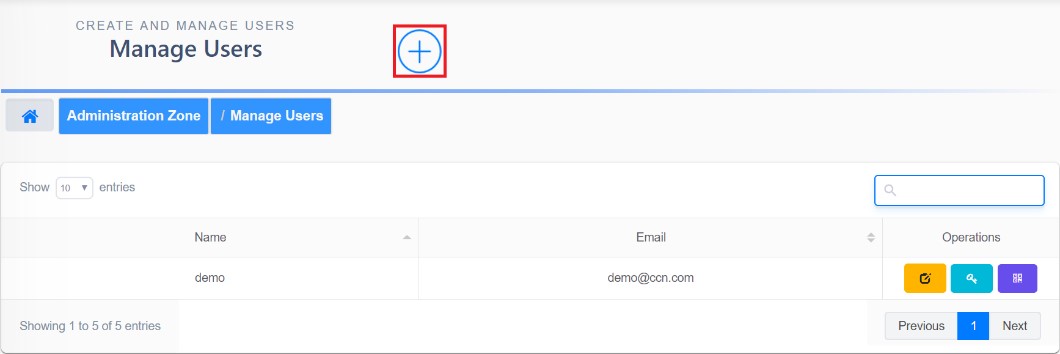 CREATE AND MANAGE USERS
Manage Users
Administration Zone / Manage Users
Show 10 entries
Name Email Operations
demo demo@ccn.com
Showing 1 to 5 of 5 entries Previous 1 Next